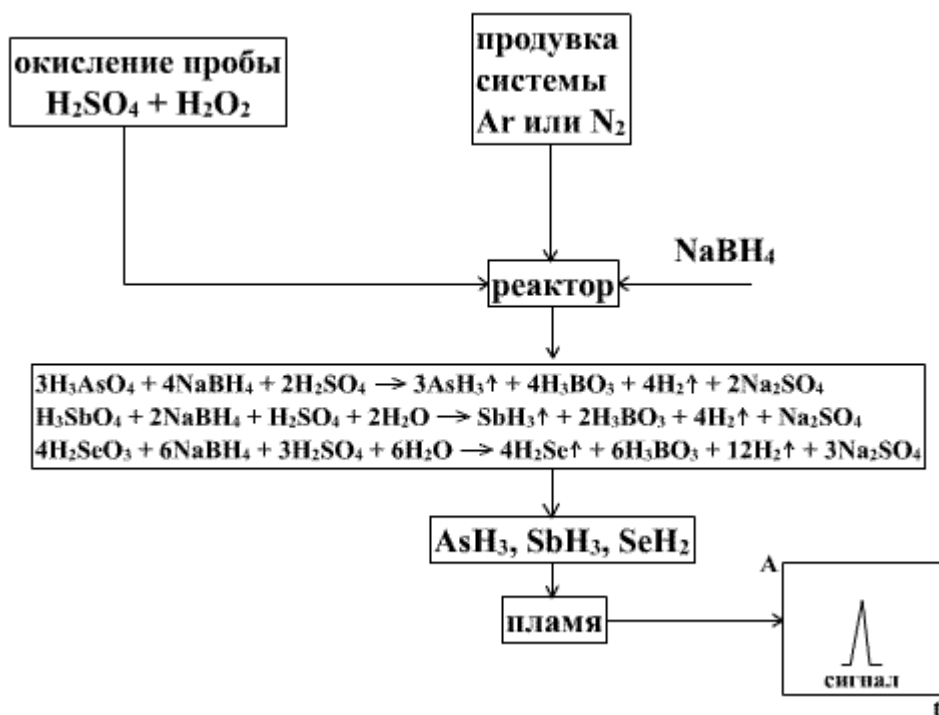 окисление пробы
H₂SO₄ + H₂O₂
продувка
системы
Ar или N₂
NaBH₄
реактор
3H₃AsO₄ + 4NaBH₄ + 2H₂SO₄ → 3AsH₃↑ + 4H₃BO₃ + 4H₂↑ + 2Na₂SO₄
H₃SbO₄ + 2NaBH₄ + H₂SO₄ + 2H₂O → SbH₃↑ + 2H₃BO₃ + 4H₂↑ + Na₂SO₄
4H₂SeO₃ + 6NaBH₄ + 3H₂SO₄ + 6H₂O → 4H₂Se↑ + 6H₃BO₃ + 12H₂↑ + 3Na₂SO₄
AsH₃, SbH₃, SeH₂
пламя
A
сигнал
t